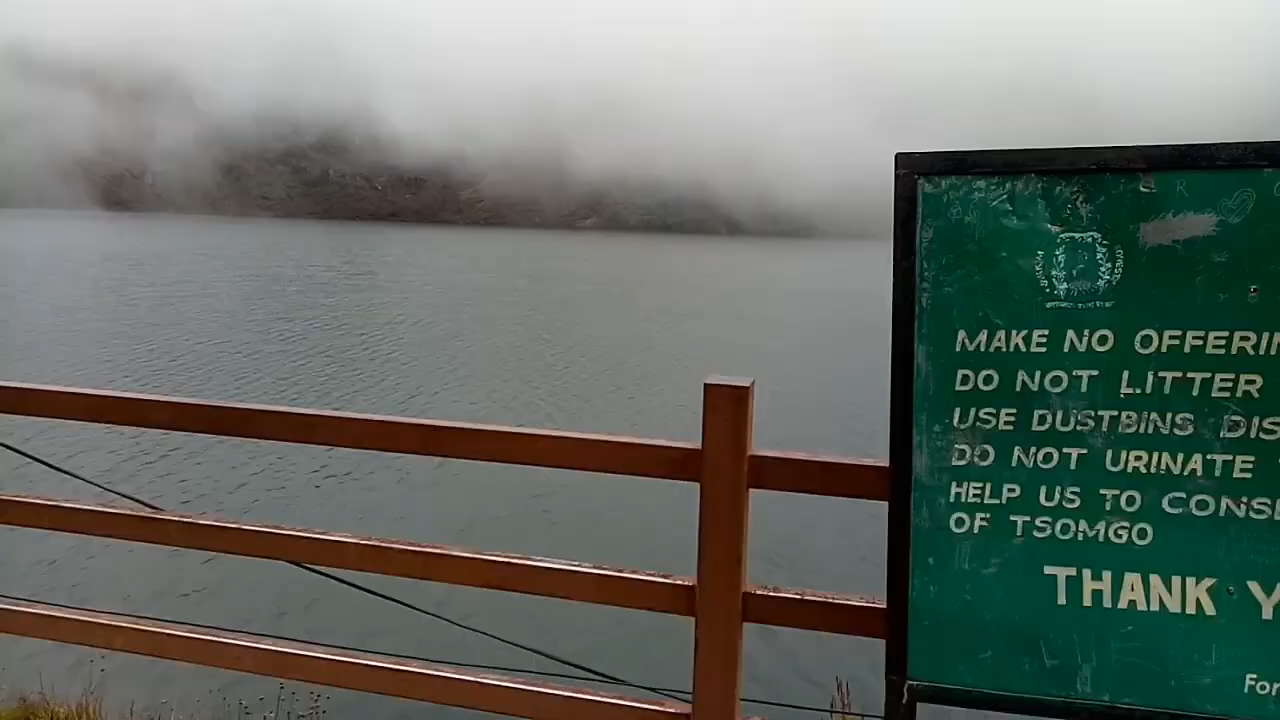 MAKE NO OFFERIN
DO NOT LITTER
USE DUSTBINS DIS
DO NOT URINATE
HELP US TO CONSE
OF TSOMGO
THANK Y
For